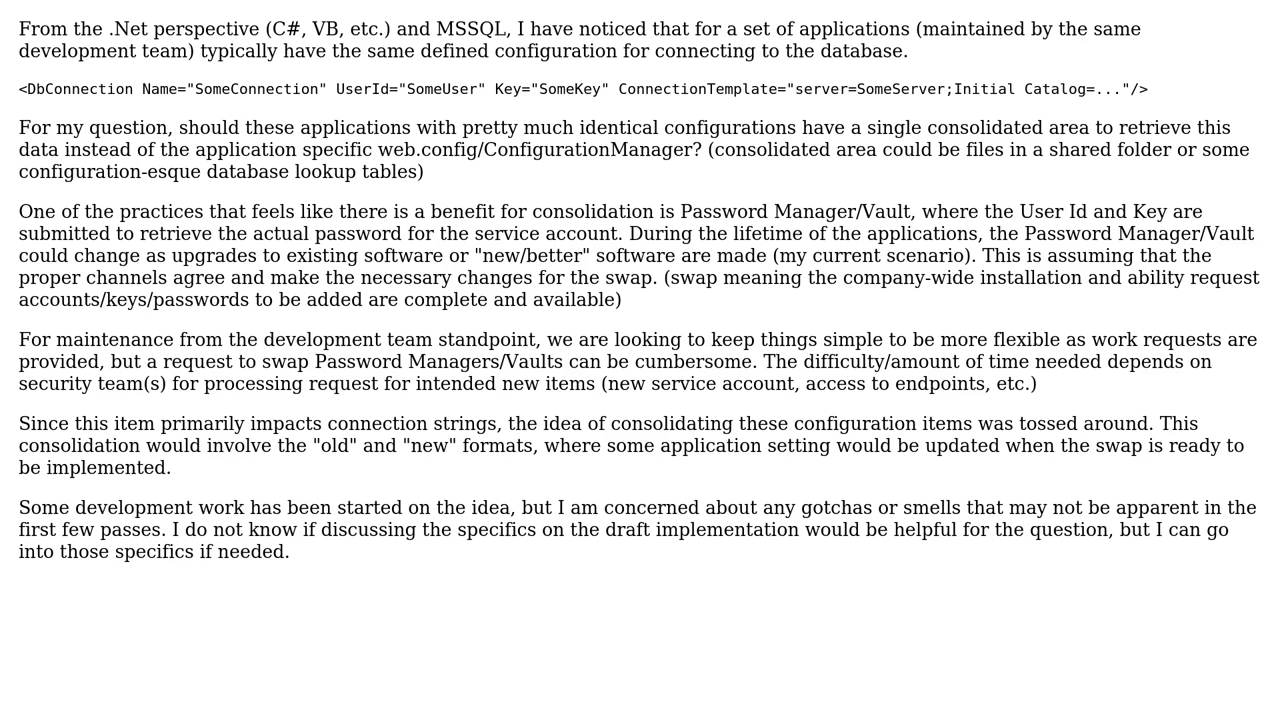 From the .Net perspective (C#, VB, etc.) and MSSQL, I have noticed that for a set of applications (maintained by the same
development team) typically have the same defined configuration for connecting to the database.
<DbConnection Name="SomeConnection" UserId="SomeUser" Key="SomeKey" ConnectionTemplate="server=SomeServer;Initial Catalog=..."/>
For my question, should these applications with pretty much identical configurations have a single consolidated area to retrieve this
data instead of the application specific web.config/ConfigurationManager? (consolidated area could be files in a shared folder or some
configuration-esque database lookup tables)
One of the practices that feels like there is a benefit for consolidation is Password Manager/Vault, where the User Id and Key are
submitted to retrieve the actual password for the service account. During the lifetime of the applications, the Password Manager/Vault
could change as upgrades to existing software or "new/better" software are made (my current scenario). This is assuming that the
proper channels agree and make the necessary changes for the swap. (swap meaning the company-wide installation and ability request
accounts/keys/passwords to be added are complete and available)
For maintenance from the development team standpoint, we are looking to keep things simple to be more flexible as work requests are
provided, but a request to swap Password Managers/Vaults can be cumbersome. The difficulty/amount of time needed depends on
security team(s) for processing request for intended new items (new service account, access to endpoints, etc.)
Since this item primarily impacts connection strings, the idea of consolidating these configuration items was tossed around. This
consolidation would involve the "old" and "new" formats, where some application setting would be updated when the swap is ready to
be implemented.
Some development work has been started on the idea, but I am concerned about any gotchas or smells that may not be apparent in the
first few passes. I do not know if discussing the specifics on the draft implementation would be helpful for the question, but I can go
into those specifics if needed.